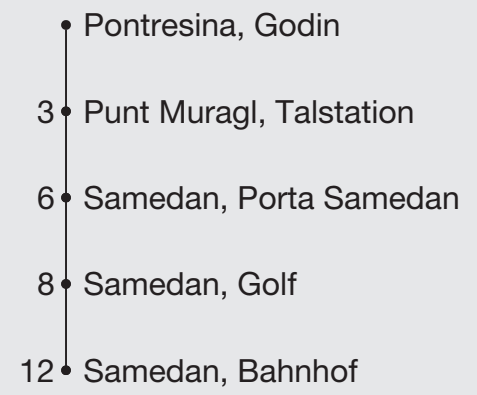 Pontresina, Godin
3 Punt Muragl, Talstation
6 Samedan, Porta Samedan
8 Samedan, Golf
12 Samedan, Bahnhof